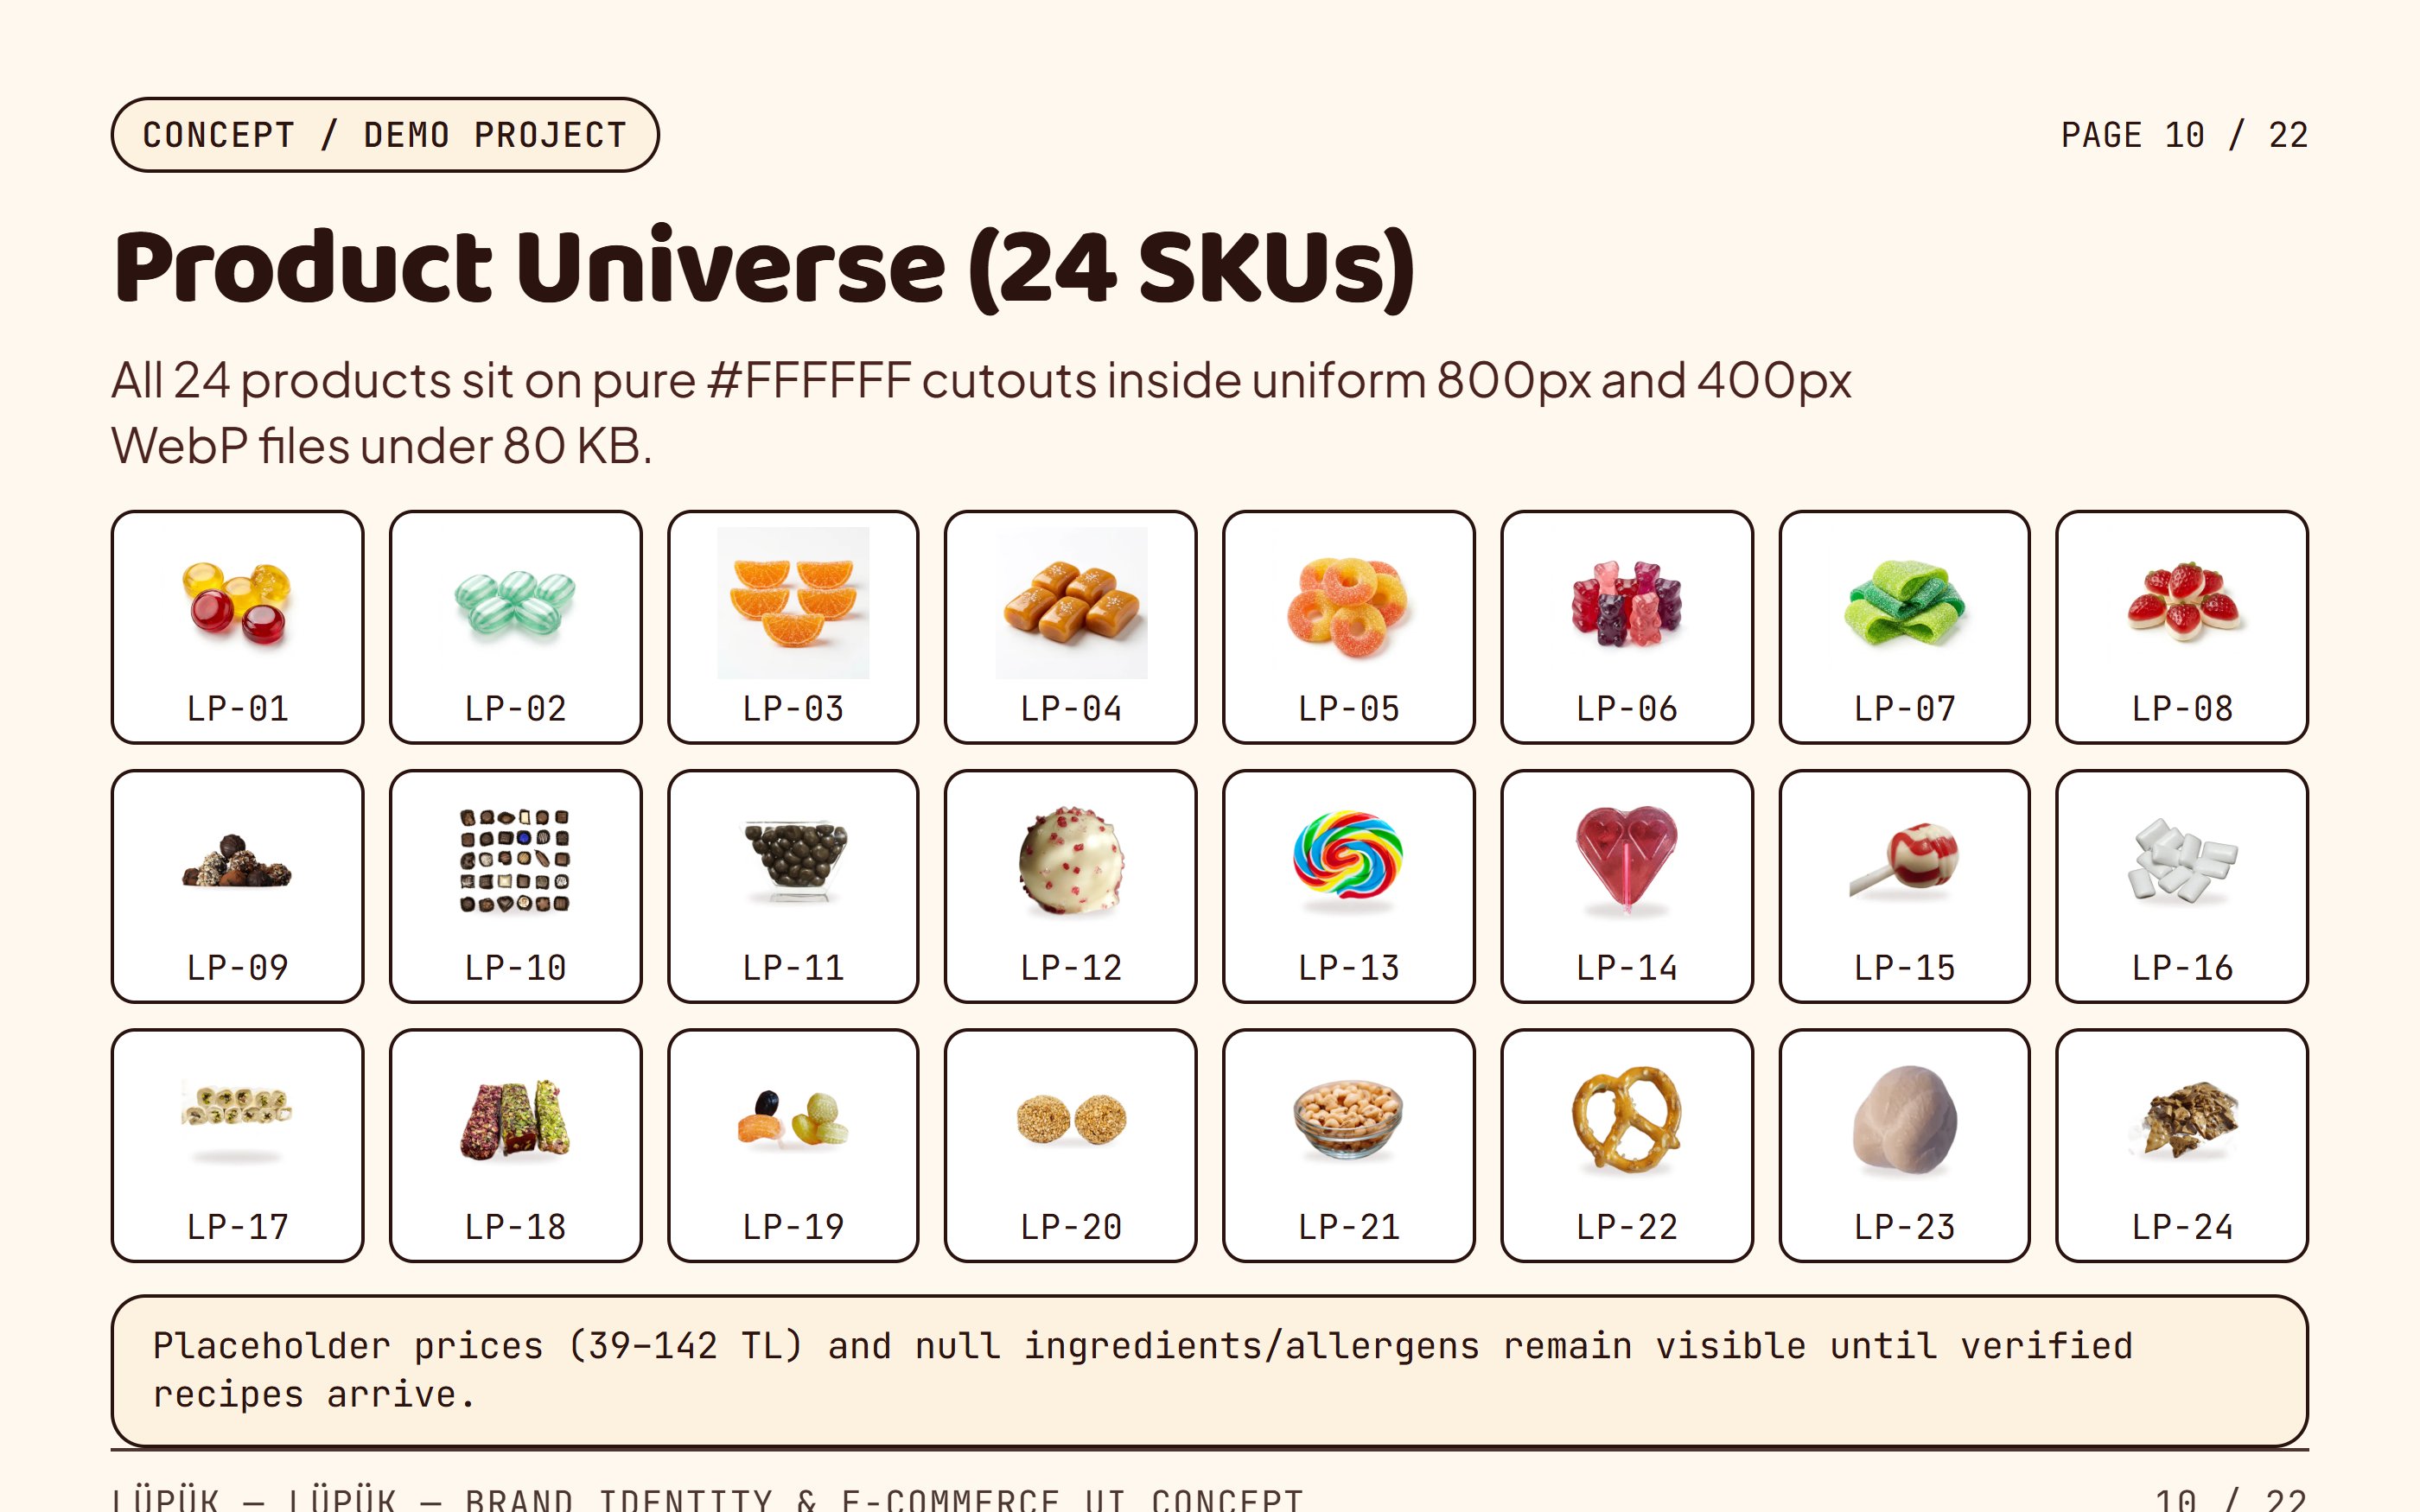 CONCEPT / DEMO PROJECT
PAGE 10 / 22
Product Universe (24 SKUs)
All 24 products sit on pure #FFFFFF cutouts inside uniform 800px and 400px
WebP files under 80 KB.
LP-01
LP-02
LP-03
LP-04
LP-05
LP-06
LP-07
LP-08
LP-09
LP-10
LP-11
LP-12
LP-13
LP-14
LP-15
LP-16
LP-17
LP-18
LP-19
LP-20
LP-21
LP-22
LP-23
LP-24
Placeholder prices (39–142 TL) and null ingredients/allergens remain visible until verified
recipes arrive.
LÜPÜK — LÜPÜK — BRAND IDENTITY & E-COMMERCE UI CONCEPT
10 / 22